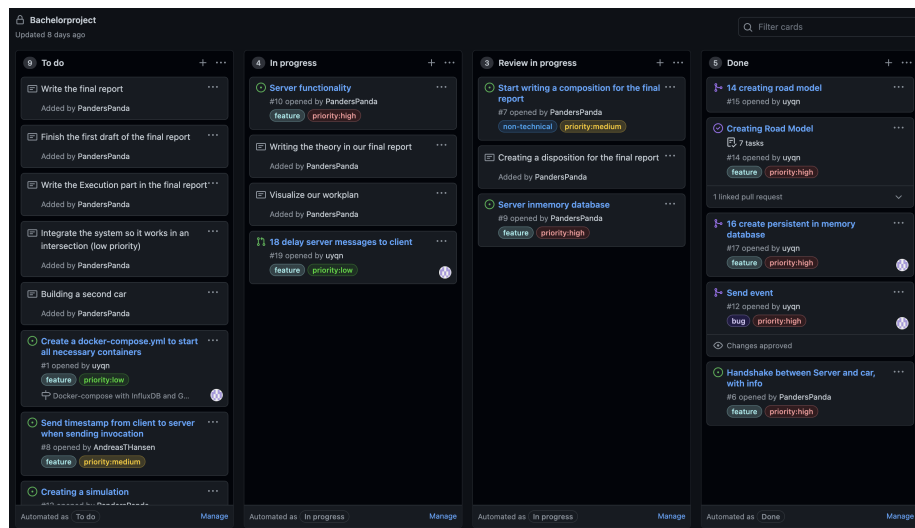 Bachelorproject
Updated 8 days ago
Filter cards
9 To do
Write the final report
Added by PandersPanda
Finish the first draft of the final report
Added by PandersPanda
Write the Execution part in the final report
Added by PandersPanda
Integrate the system so it works in an
intersection (low priority)
Added by PandersPanda
Building a second car
Added by PandersPanda
Create a docker-compose.yml to start
all necessary containers
#1 opened by uyqn
feature priority:low
Docker-compose with InfluxDB and G...
Send timestamp from client to server
when sending invocation
#8 opened by AndreasTHansen
feature priority:medium
Creating a simulation
Automated as To do Manage
4 In progress
Server functionality
#10 opened by PandersPanda
feature priority:high
Writing the theory in our final report
Added by PandersPanda
Visualize our workplan
Added by PandersPanda
18 delay server messages to client
#19 opened by uyqn
feature priority:low
Automated as In progress Manage
3 Review in progress
Start writing a composition for the final
report
#7 opened by PandersPanda
non-technical priority:medium
Creating a disposition for the final report
Added by PandersPanda
Server inmemory database
#9 opened by PandersPanda
feature priority:high
Automated as In progress Manage
5 Done
14 creating road model
#15 opened by uyqn
Creating Road Model
7 tasks
#14 opened by uyqn
feature priority:high
1 linked pull request
16 create persistent in memory
database
#17 opened by uyqn
feature priority:high
Send event
#12 opened by uyqn
bug priority:high
Changes approved
Handshake between Server and car,
with info
#6 opened by PandersPanda
feature priority:high
Automated as Done Manage